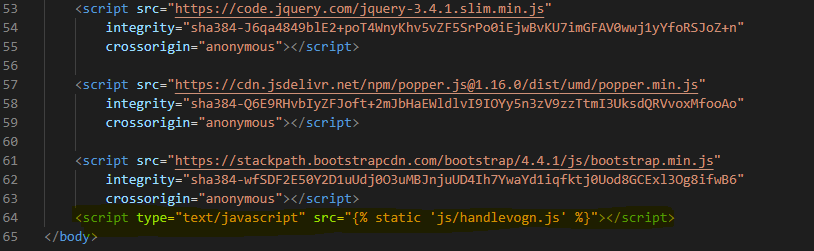 53 <script src="https://code.jquery.com/jquery-3.4.1.slim.min.js"
54 integrity="sha384-J6qa4849blE2+poT4WnyKhv5vZF5SrPo0iEjwBvKU7imGFAV0wwj1yYfoRSJoZ+n"
55 crossorigin="anonymous"></script>
56
57 <script src="https://cdn.jsdelivr.net/npm/popper.js@1.16.0/dist/umd/popper.min.js"
58 integrity="sha384-Q6E9RHvbIyZFJoft+2mJbHaEWldlvI9IOYy5n3zV9zzTtmI3UksdQRVvoxMfooAo"
59 crossorigin="anonymous"></script>
60
61 <script src="https://stackpath.bootstrapcdn.com/bootstrap/4.4.1/js/bootstrap.min.js"
62 integrity="sha384-wfSDF2E50Y2D1uUdj0O3uMBJnjuUD4Ih7YwaYd1iqfktj0Uod8GCExl3Og8ifwB6"
63 crossorigin="anonymous"></script>
64 <script type="text/javascript" src="{% static 'js/handlevogn.js' %}"></script>
65 </body>